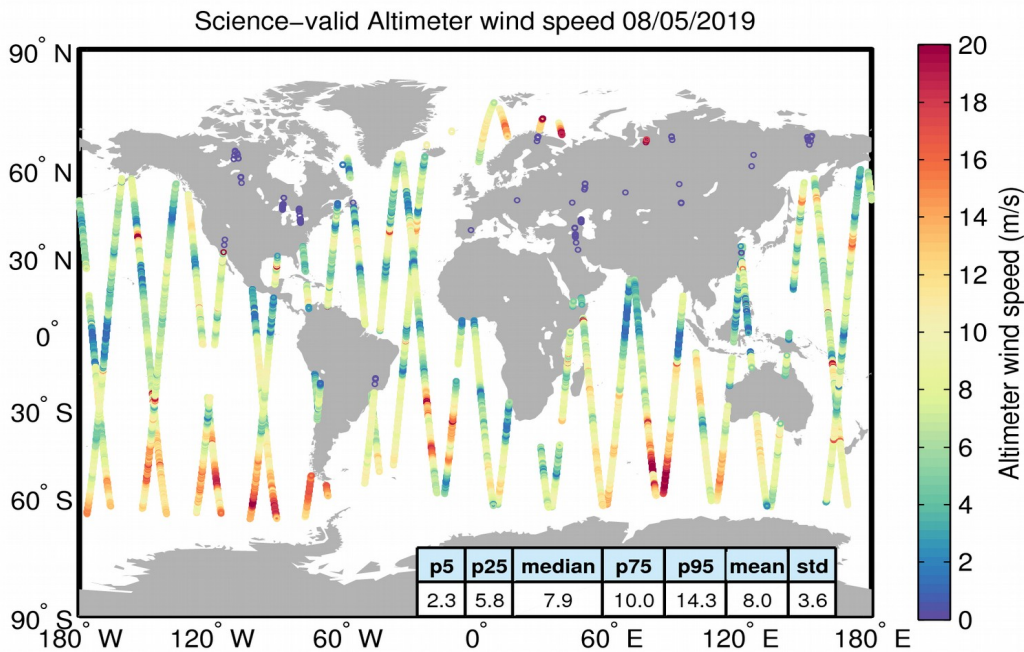 Science−valid Altimeter wind speed 08/05/2019
90° N
60° N
30° N
0°
30° S
60° S
90° S
180° W
120° W
60° W
0°
60° E
120° E
180° E
p5 p25 median p75 p95 mean std
2.3 5.8 7.9 10.0 14.3 8.0 3.6
20
18
16
14
12
10
8
6
4
2
0
Altimeter wind speed (m/s)